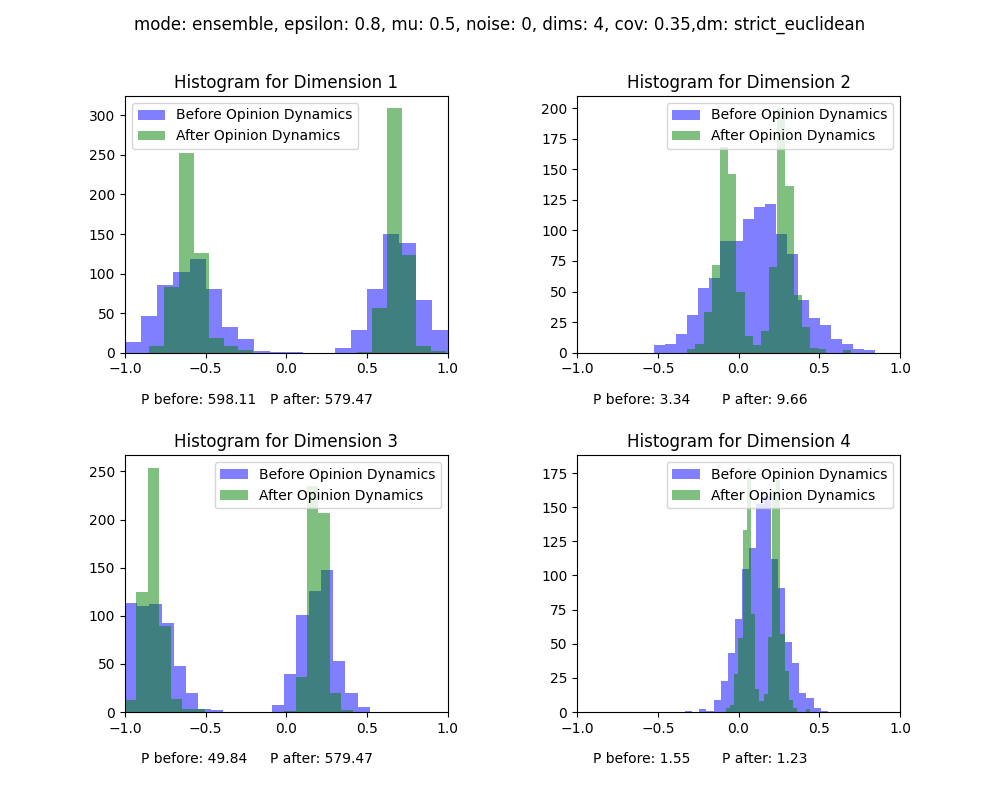 mode: ensemble, epsilon: 0.8, mu: 0.5, noise: 0, dims: 4, cov: 0.35,dm: strict_euclidean
Histogram for Dimension 1
Before Opinion Dynamics
After Opinion Dynamics
300
250
200
150
100
50
0
−1.0 −0.5 0.0 0.5 1.0
P before: 598.11 P after: 579.47
Histogram for Dimension 2
Before Opinion Dynamics
After Opinion Dynamics
200
175
150
125
100
75
50
25
0
−1.0 −0.5 0.0 0.5 1.0
P before: 3.34 P after: 9.66
Histogram for Dimension 3
Before Opinion Dynamics
After Opinion Dynamics
250
200
150
100
50
0
−1.0 −0.5 0.0 0.5 1.0
P before: 49.84 P after: 579.47
Histogram for Dimension 4
Before Opinion Dynamics
After Opinion Dynamics
175
150
125
100
75
50
25
0
−1.0 −0.5 0.0 0.5 1.0
P before: 1.55 P after: 1.23